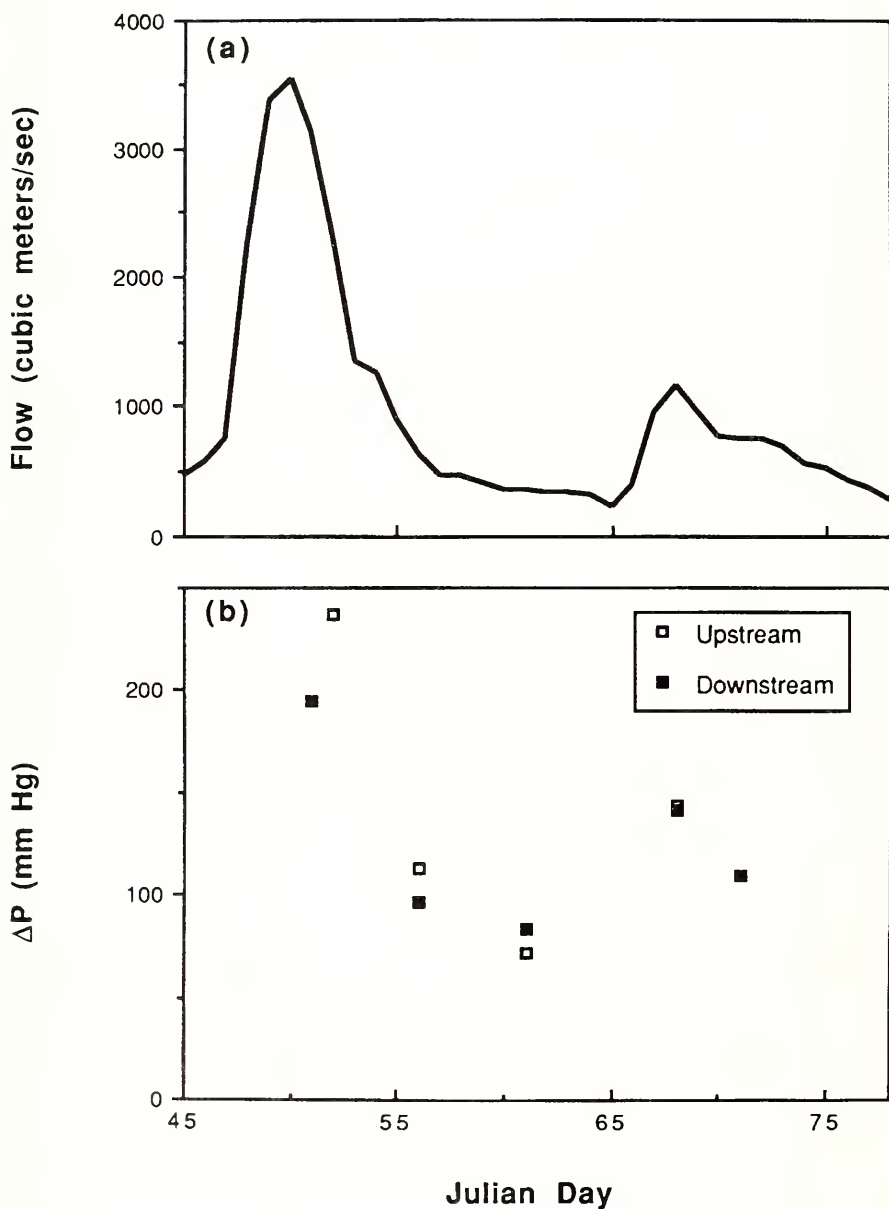 4000
(a)
3000
2000
1000
0
Flow (cubic meters/sec)
(b)
Upstream
Downstream
200
100
0
ΔP (mm Hg)
45 55 65 75
Julian Day